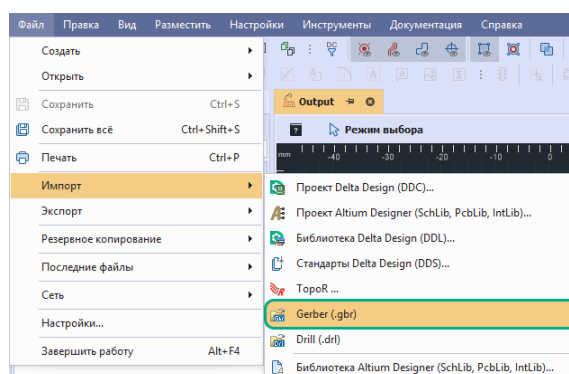 Файл Правка Вид Разместить Настройки Инструменты Документация Справка
Создать
Открыть
Сохранить Ctrl+S
Output
Сохранить всё Ctrl+Shift+S
Режим выбора
Печать Ctrl+P
mm -40 -30 -20 -10 0
Импорт
Проект Delta Design (DDC)...
Экспорт
Проект Altium Designer (SchLib, PcbLib, IntLib)...
Резервное копирование
Библиотека Delta Design (DDL)...
Последние файлы
Стандарты Delta Design (DDS)...
Сеть
TopoR ...
Настройки...
Gerber (.gbr)
Завершить работу Alt+F4
Drill (.drl)
Библиотека Altium Designer (SchLib, PcbLib, IntLib)...